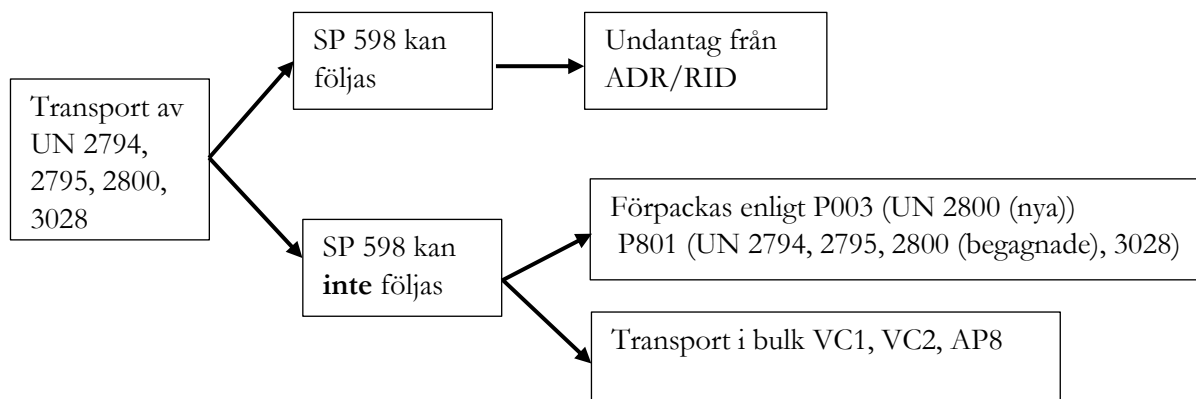 Transport av
UN 2794,
2795, 2800,
3028
SP 598 kan
följas
Undantag från
ADR/RID
SP 598 kan
inte följas
Förpackas enligt P003 (UN 2800 (nya))
P801 (UN 2794, 2795, 2800 (begagnade), 3028)
Transport i bulk VC1, VC2, AP8